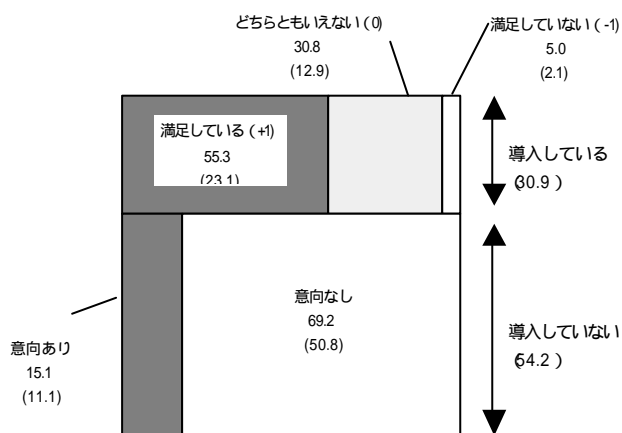 どちらともいえない(0)
30.8
(12.9)
満足していない(-1)
5.0
(2.1)
満足している(+1)
55.3
(23.1)
導入している
(30.9)
意向なし
69.2
(50.8)
導入していない
(54.2)
意向あり
15.1
(11.1)